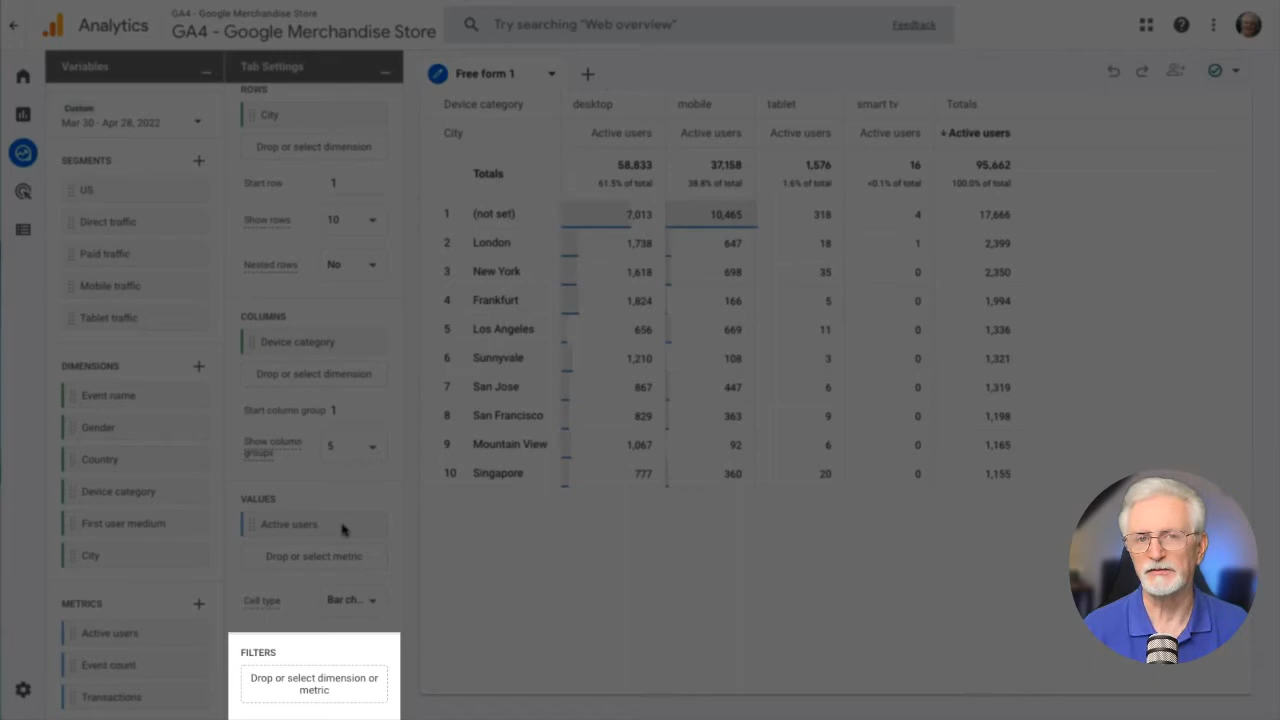 Analytics
GA4 - Google Merchandise Store
GA4 - Google Merchandise Store
Try searching "Web overview"
Feedback
Variables
Custom
Mar 30 - Apr 28, 2022
SEGMENTS
US
Direct traffic
Paid traffic
Mobile traffic
Tablet traffic
DIMENSIONS
Event name
Gender
Country
Device category
First user medium
City
METRICS
Active users
Event count
Transactions
Tab Settings
ROWS
City
Drop or select dimension
Start row 1
Show rows 10
Nested rows No
COLUMNS
Device category
Drop or select dimension
Start column group 1
Show column
groups 5
VALUES
Active users
Drop or select metric
Cell type Bar ch...
FILTERS
Drop or select dimension or
metric
Free form 1
Device category desktop mobile tablet smart tv Totals
City Active users Active users Active users Active users ↓ Active users
Totals 58,833 37,158 1,576 16 95,662
61.5% of total 38.8% of total 1.6% of total <0.1% of total 100.0% of total
1 (not set) 7,013 10,465 318 4 17,666
2 London 1,738 647 18 1 2,399
3 New York 1,618 698 35 0 2,350
4 Frankfurt 1,824 166 5 0 1,994
5 Los Angeles 656 669 11 0 1,336
6 Sunnyvale 1,210 108 3 0 1,321
7 San Jose 867 447 6 0 1,319
8 San Francisco 829 363 9 0 1,198
9 Mountain View 1,067 92 6 0 1,165
10 Singapore 777 360 20 0 1,155